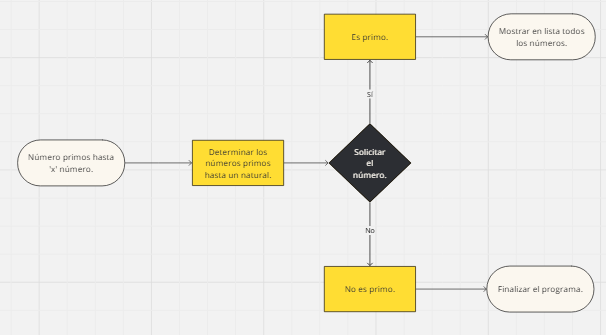 Es primo.
Mostrar en lista todos
los números.
Sí
Número primos hasta
'x' número.
Determinar los
números primos
hasta un natural.
Solicitar
el
número.
No
No es primo.
Finalizar el programa.